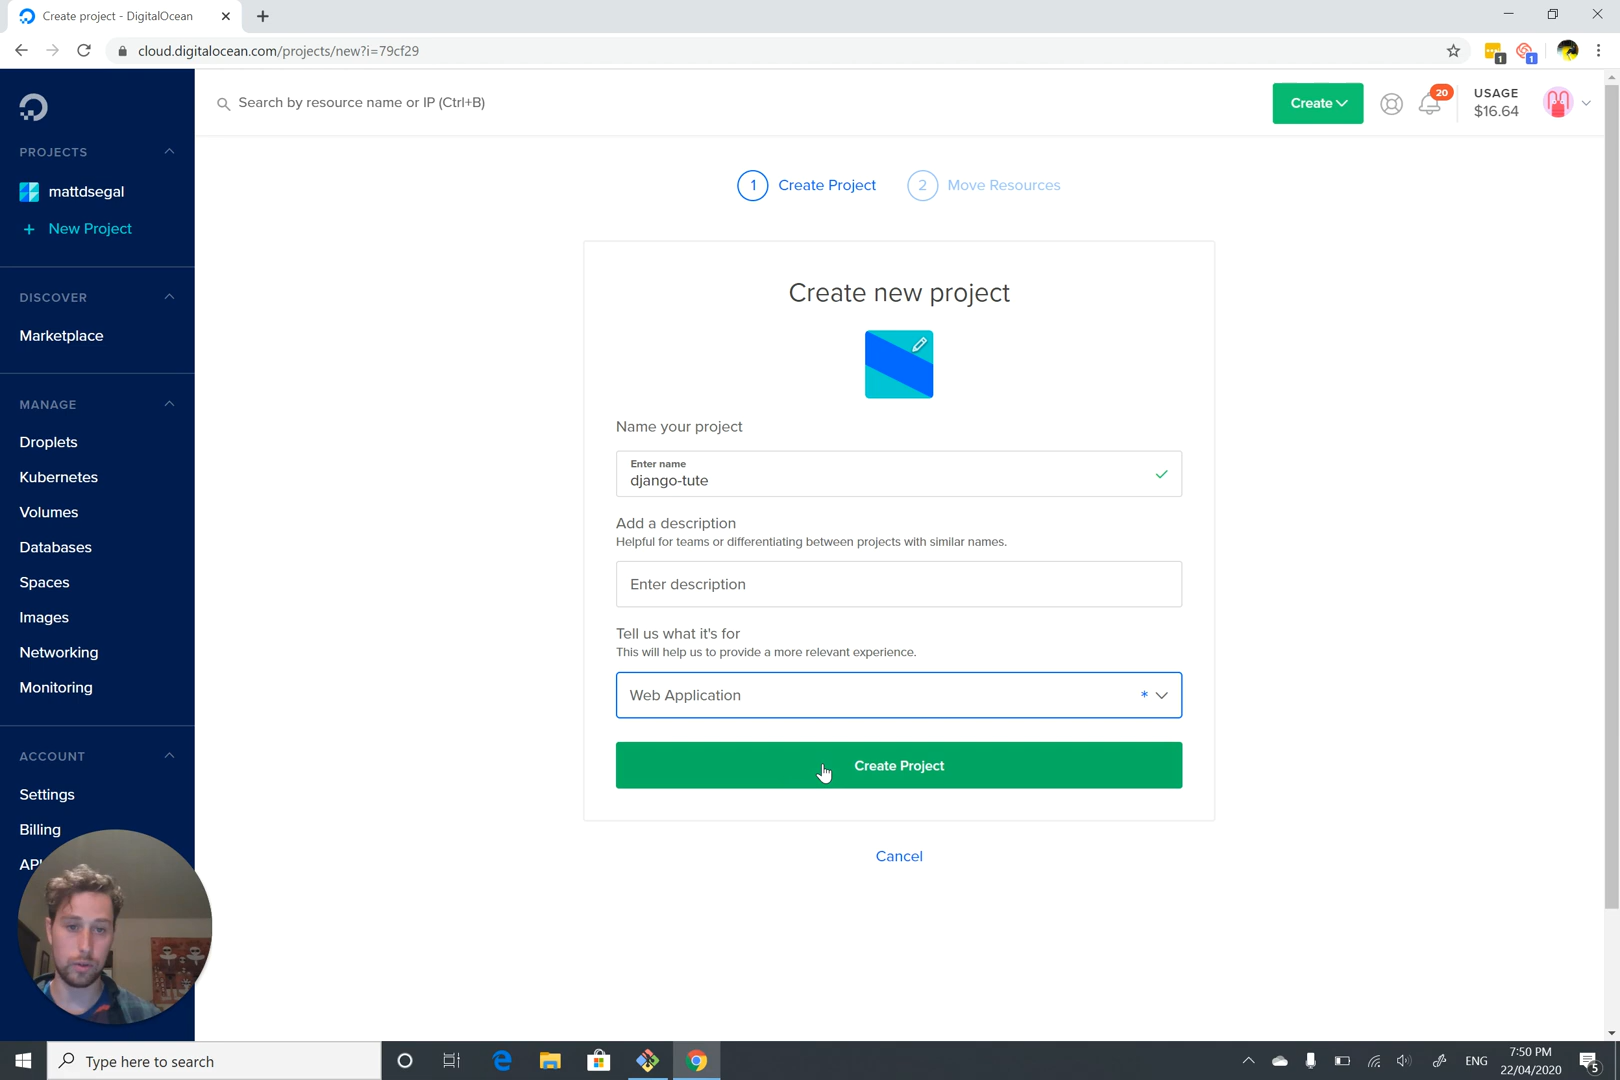 Create project - DigitalOcean
cloud.digitalocean.com/projects/new?i=79cf29
1
1
Search by resource name or IP (Ctrl+B)
Create
20
USAGE
$16.64
PROJECTS
mattdsegal
+ New Project
DISCOVER
Marketplace
MANAGE
Droplets
Kubernetes
Volumes
Databases
Spaces
Images
Networking
Monitoring
ACCOUNT
Settings
Billing
1 Create Project
2 Move Resources
Create new project
Name your project
Enter name
django-tute
Add a description
Helpful for teams or differentiating between projects with similar names.
Enter description
Tell us what it's for
This will help us to provide a more relevant experience.
Web Application *
Create Project
Cancel
Type here to search
ENG
7:50 PM
22/04/2020
5